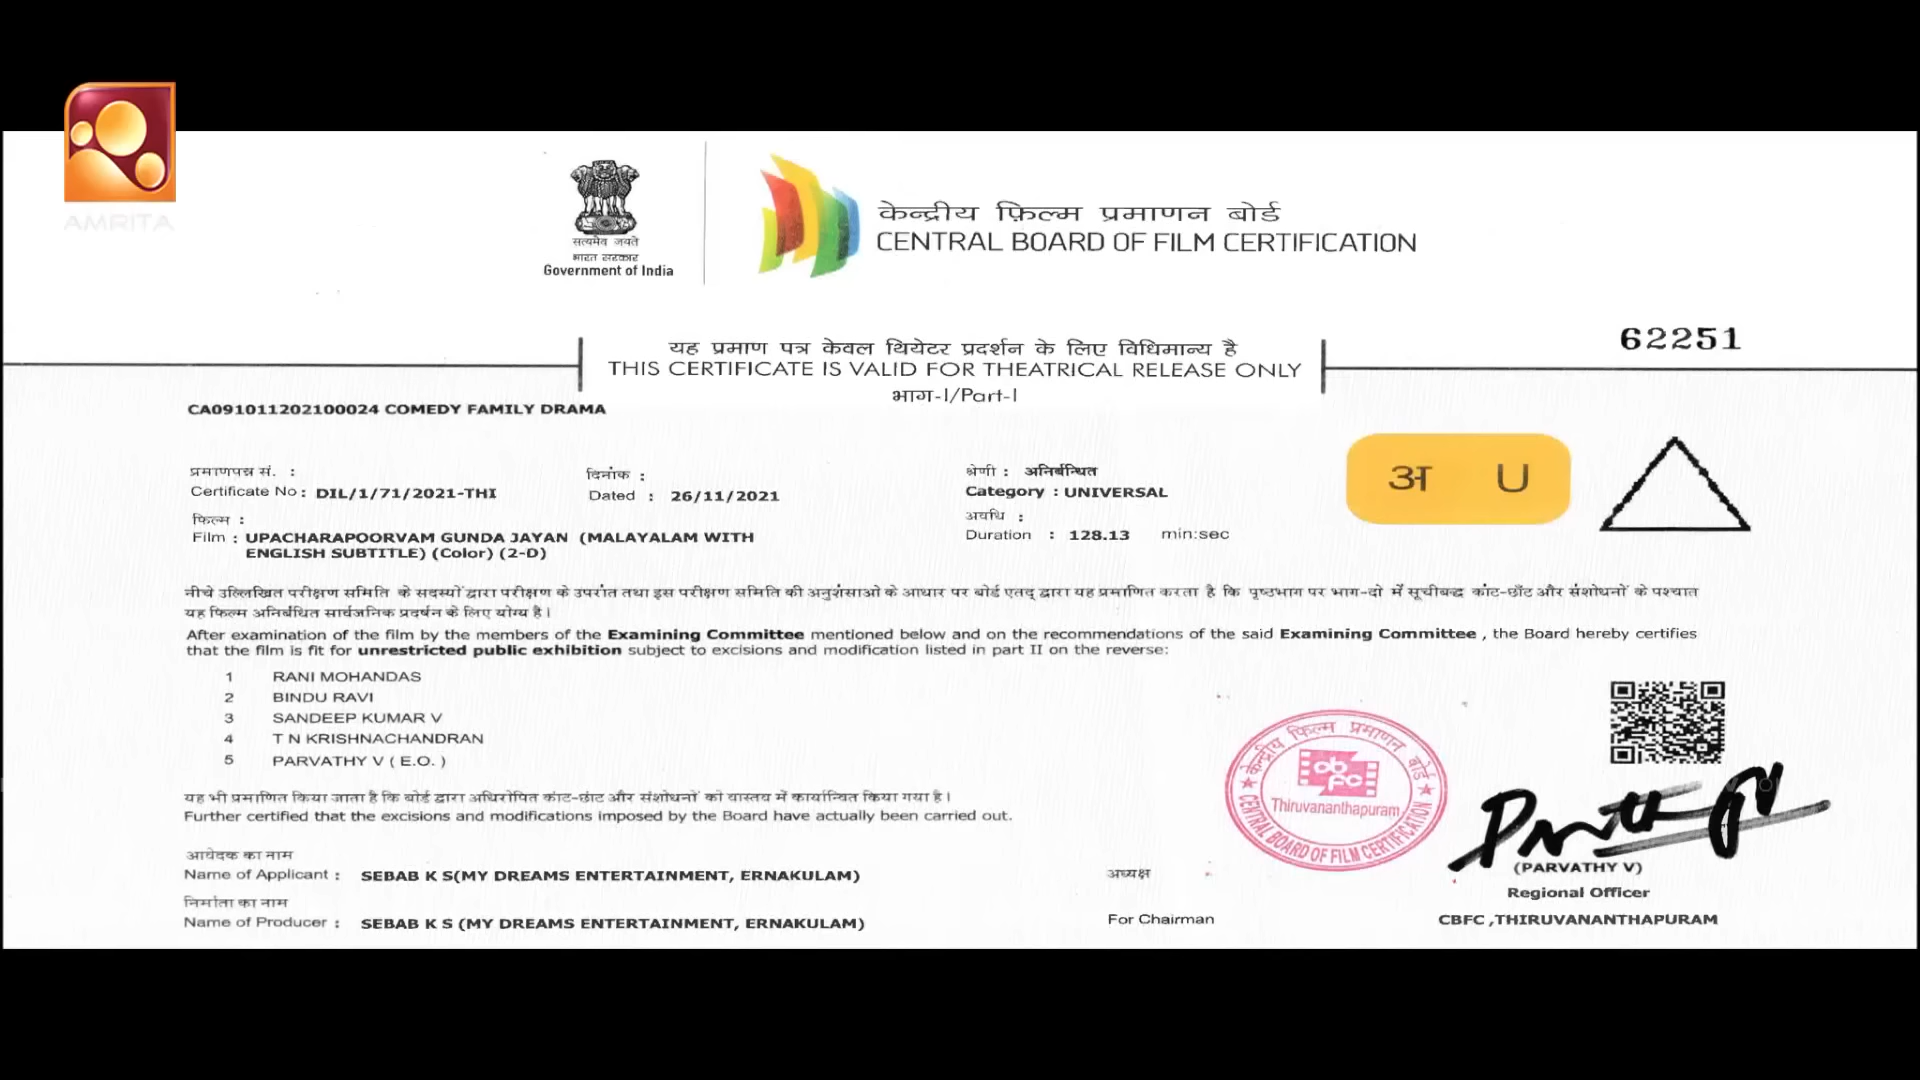 AMRITA
सत्यमेव जयते
भारत सरकार
Government of India
केन्द्रीय फ़िल्म प्रमाणन बोर्ड
CENTRAL BOARD OF FILM CERTIFICATION
62251
यह प्रमाण पत्र केवल थियेटर प्रदर्शन के लिए विधिमान्य है
THIS CERTIFICATE IS VALID FOR THEATRICAL RELEASE ONLY
भाग-I/Part-I
CA091011202100024 COMEDY FAMILY DRAMA
प्रमाणपत्र सं. :
Certificate No : DIL/1/71/2021-THI
दिनांक :
Dated : 26/11/2021
श्रेणी : अनिर्बन्धित
Category : UNIVERSAL
अवधि :
Duration : 128.13 min:sec
अ U
फिल्म :
Film : UPACHARAPOORVAM GUNDA JAYAN (MALAYALAM WITH
ENGLISH SUBTITLE) (Color) (2-D)
नीचे उल्लिखित परीक्षण समिति के सदस्यों द्वारा परीक्षण के उपरांत तथा इस परीक्षण समिति की अनुशंसाओ के आधार पर बोर्ड एतद् द्वारा यह प्रमाणित करता है कि पृष्ठभाग पर भाग-दो में सूचीबद्ध कांट-छाँट और संशोधनों के पश्चात
यह फिल्म अनिर्बंधित सार्वजनिक प्रदर्षन के लिए योग्य है।
After examination of the film by the members of the Examining Committee mentioned below and on the recommendations of the said Examining Committee , the Board hereby certifies
that the film is fit for unrestricted public exhibition subject to excisions and modification listed in part II on the reverse:
1 RANI MOHANDAS
2 BINDU RAVI
3 SANDEEP KUMAR V
4 T N KRISHNACHANDRAN
5 PARVATHY V ( E.O. )
यह भी प्रमाणित किया जाता है कि बोर्ड द्वारा अधिरोपित कांट-छांट और संशोधनों को वास्तव में कार्यान्वित किया गया है।
Further certified that the excisions and modifications imposed by the Board have actually been carried out.
आवेदक का नाम
Name of Applicant : SEBAB K S(MY DREAMS ENTERTAINMENT, ERNAKULAM)
निर्माता का नाम
Name of Producer : SEBAB K S (MY DREAMS ENTERTAINMENT, ERNAKULAM)
अध्यक्ष
For Chairman
केन्द्रीय फिल्म प्रमाणन बोर्ड
cbfc
Thiruvananthapuram
CENTRAL BOARD OF FILM CERTIFICATION
(PARVATHY V)
Regional Officer
CBFC ,THIRUVANANTHAPURAM